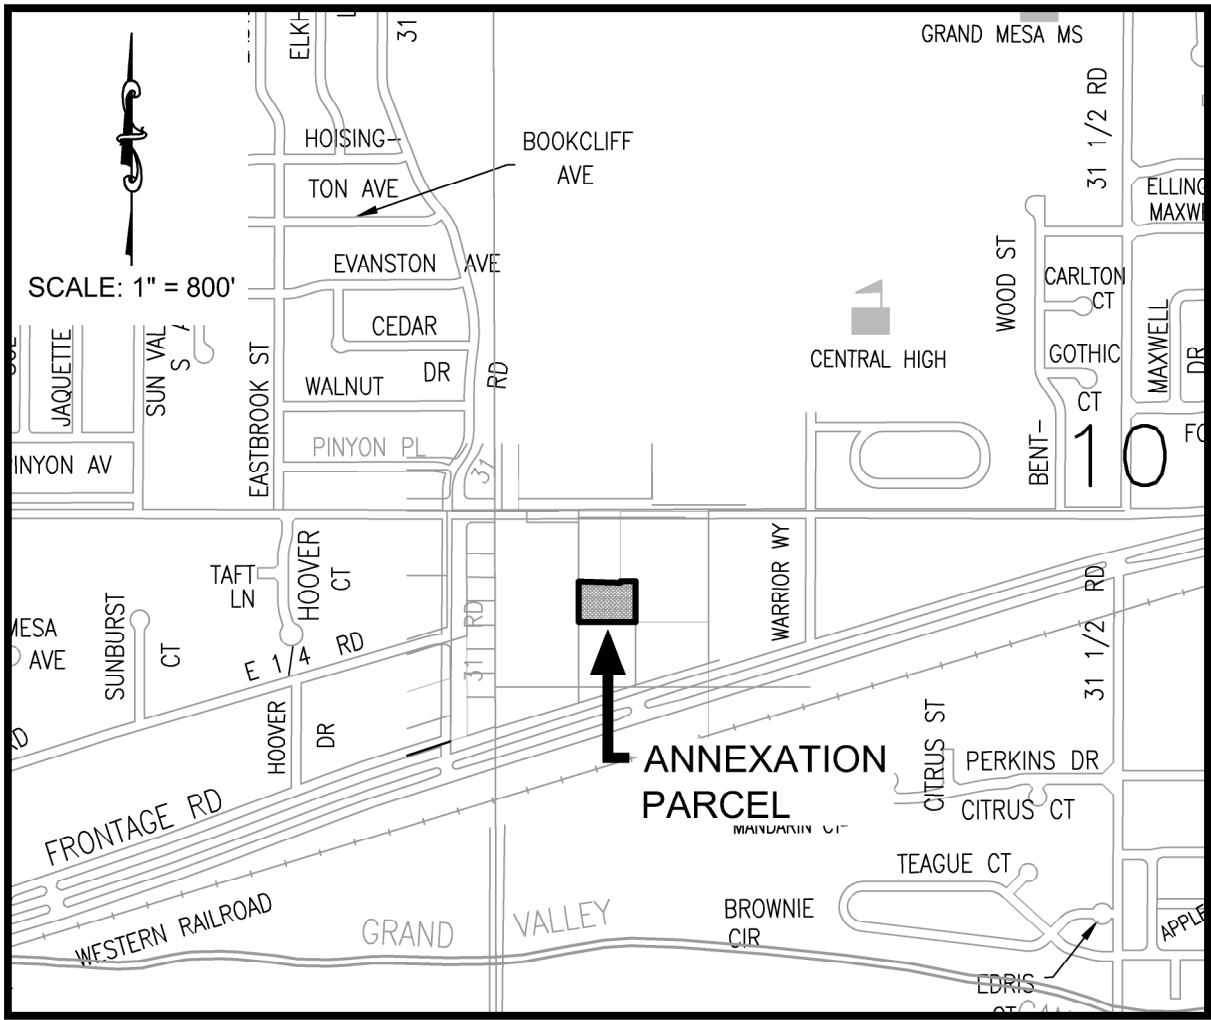 GRAND MESA MS
31
HOISING-
BOOKCLIFF
AVE
TON AVE
31 1/2 RD
EVANSTON AVE
SCALE: 1" = 800'
WOOD ST
CARLTON
CT
CEDAR
DR
RD
CENTRAL HIGH
GOTHIC
CT
MAXWELL
DR
JAQUETTE
SUN VAL
S
EASTBROOK ST
WALNUT
PINYON PL
31
BENT-
10
INYON AV
TAFT
LN
HOOVER
CT
WARRIOR WY
31 1/2 RD
31 RD
MESA
AVE
SUNBURST
CT
E 1/4 RD
HOOVER
DR
RD
ANNEXATION
PARCEL
CITRUS ST
PERKINS DR
CITRUS CT
FRONTAGE RD
TEAGUE CT
BROWNIE
CIR
WESTERN RAILROAD
GRAND VALLEY
APPLE
EDRIS
CT